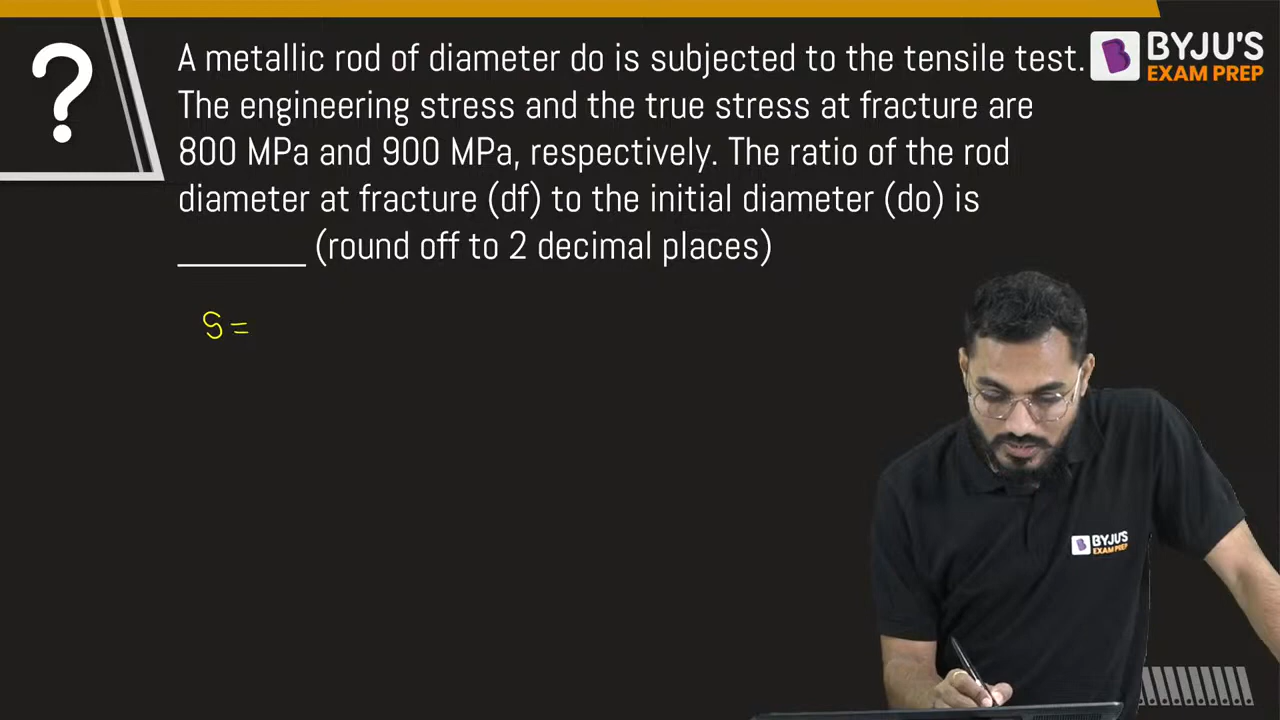 ?
A metallic rod of diameter do is subjected to the tensile test.
The engineering stress and the true stress at fracture are
800 MPa and 900 MPa, respectively. The ratio of the rod
diameter at fracture (df) to the initial diameter (do) is
_______ (round off to 2 decimal places)
BYJU'S
EXAM PREP
S =
BYJU'S
EXAM PREP